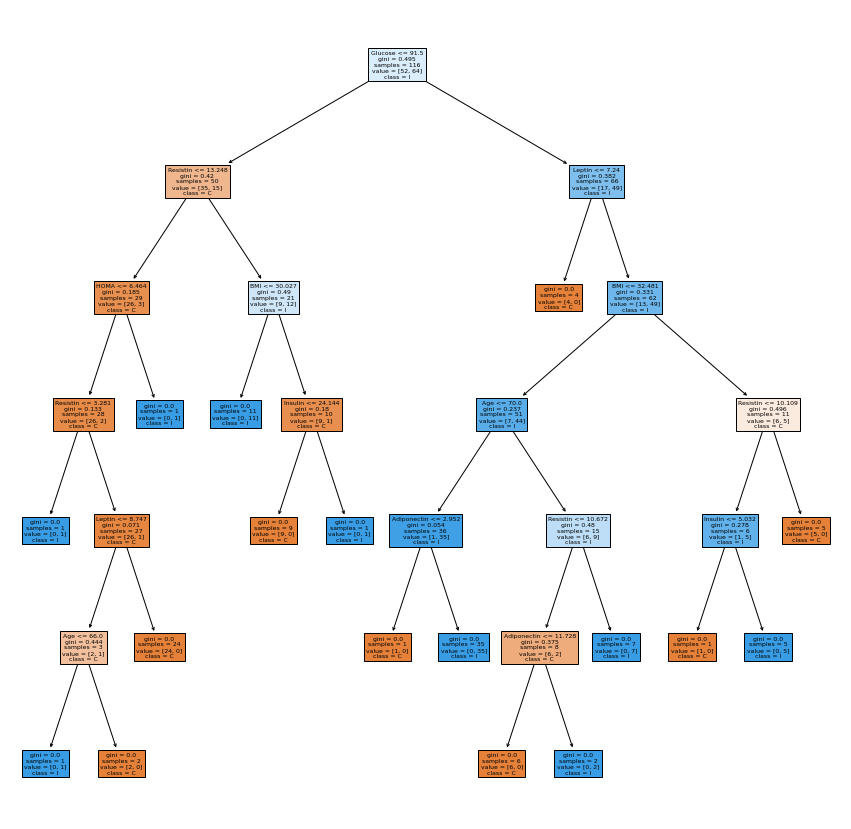 Glucose <= 91.5
gini = 0.495
samples = 116
value = [52, 64]
class = I
Resistin <= 13.248
gini = 0.42
samples = 50
value = [35, 15]
class = C
Leptin <= 7.24
gini = 0.382
samples = 66
value = [17, 49]
class = I
HOMA <= 6.464
gini = 0.185
samples = 29
value = [26, 3]
class = C
BMI <= 30.027
gini = 0.49
samples = 21
value = [9, 12]
class = I
gini = 0.0
samples = 4
value = [4, 0]
class = C
BMI <= 32.481
gini = 0.331
samples = 62
value = [13, 49]
class = I
Resistin <= 3.281
gini = 0.133
samples = 28
value = [26, 2]
class = C
gini = 0.0
samples = 1
value = [0, 1]
class = I
gini = 0.0
samples = 11
value = [0, 11]
class = I
Insulin <= 24.144
gini = 0.18
samples = 10
value = [9, 1]
class = C
Age <= 70.0
gini = 0.237
samples = 51
value = [7, 44]
class = I
Resistin <= 10.109
gini = 0.496
samples = 11
value = [6, 5]
class = C
gini = 0.0
samples = 1
value = [0, 1]
class = I
Leptin <= 8.747
gini = 0.071
samples = 27
value = [26, 1]
class = C
gini = 0.0
samples = 9
value = [9, 0]
class = C
gini = 0.0
samples = 1
value = [0, 1]
class = I
Adiponectin <= 2.952
gini = 0.054
samples = 36
value = [1, 35]
class = I
Resistin <= 10.672
gini = 0.48
samples = 15
value = [6, 9]
class = I
Insulin <= 5.032
gini = 0.278
samples = 6
value = [1, 5]
class = I
gini = 0.0
samples = 5
value = [5, 0]
class = C
Age <= 66.0
gini = 0.444
samples = 3
value = [2, 1]
class = C
gini = 0.0
samples = 24
value = [24, 0]
class = C
gini = 0.0
samples = 1
value = [1, 0]
class = C
gini = 0.0
samples = 35
value = [0, 35]
class = I
Adiponectin <= 11.728
gini = 0.375
samples = 8
value = [6, 2]
class = C
gini = 0.0
samples = 7
value = [0, 7]
class = I
gini = 0.0
samples = 1
value = [1, 0]
class = C
gini = 0.0
samples = 5
value = [0, 5]
class = I
gini = 0.0
samples = 1
value = [0, 1]
class = I
gini = 0.0
samples = 2
value = [2, 0]
class = C
gini = 0.0
samples = 6
value = [6, 0]
class = C
gini = 0.0
samples = 2
value = [0, 2]
class = I